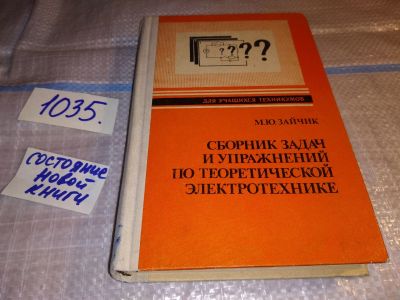 ????
ДЛЯ УЧАЩИХСЯ ТЕХНИКУМОВ
М.Ю.ЗАЙЧИК
СБОРНИК ЗАДАЧ
И УПРАЖНЕНИЙ
ПО ТЕОРЕТИЧЕСКОЙ
ЭЛЕКТРОТЕХНИКЕ
1035.
СОСТОЯНИЕ
НОВОЙ
КНИГИ